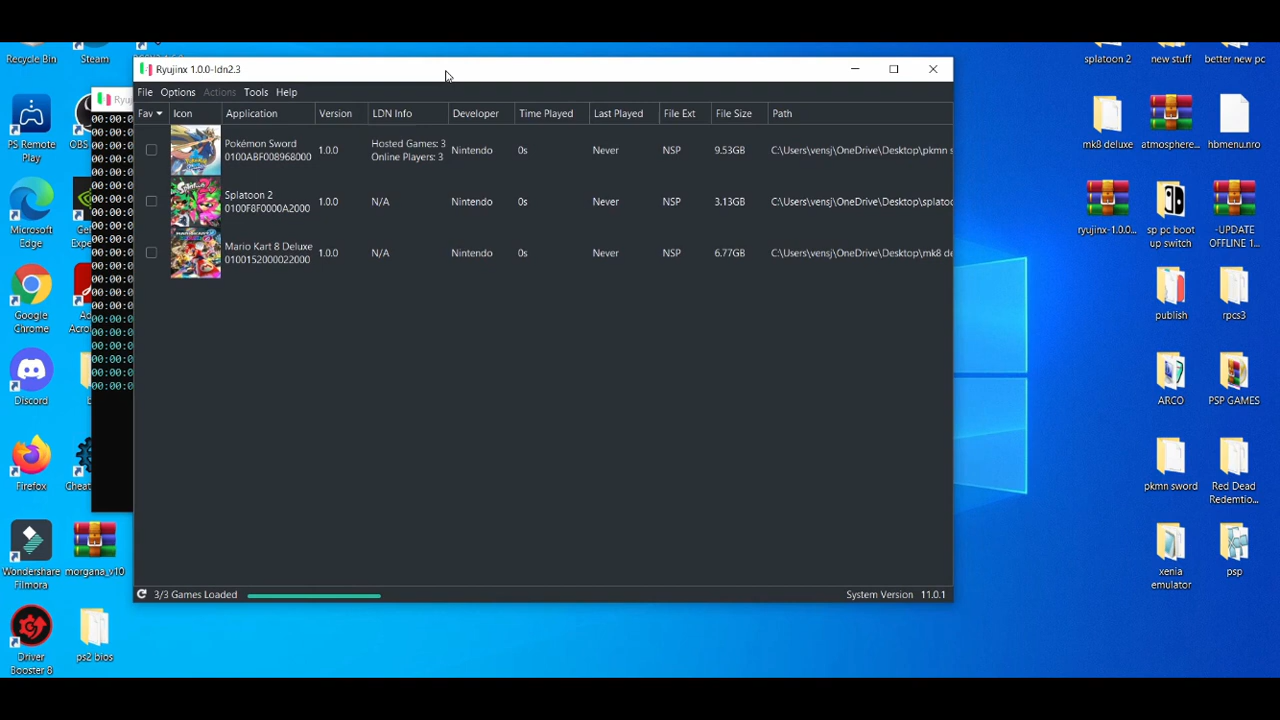 Recycle Bin
Steam
splatoon 2
new stuff
better new pc
Ryujinx 1.0.0-ldn2.3
File Options Actions Help Tools
Fav Icon Application Version LDN Info Developer Time Played Last Played File Ext File Size Path
Pokémon Sword
0100ABF008968000
1.0.0
Hosted Games: 3
Online Players: 3
Nintendo
0s
Never
NSP
9.53GB
C:\Users\vensj\OneDrive\Desktop\pkmn s
Splatoon 2
0100F8F0000A2000
1.0.0
N/A
Nintendo
0s
Never
NSP
3.13GB
C:\Users\vensj\OneDrive\Desktop\splatoo
Mario Kart 8 Deluxe
0100152000022000
1.0.0
N/A
Nintendo
0s
Never
NSP
6.77GB
C:\Users\vensj\OneDrive\Desktop\mk8 de
3/3 Games Loaded
System Version 11.0.1
PS Remote
Play
OBS
Microsoft
Edge
Google
Chrome
Discord
Firefox
Wondershare
Filmora
morgana_v10
Driver
Booster 8
ps2 bios
mk8 deluxe
atmosphere...
hbmenu.nro
ryujinx-1.0.0...
sp pc boot
up switch
-UPDATE
OFFLINE 1...
publish
rpcs3
ARCO
PSP GAMES
pkmn sword
Red Dead
Redemtio...
xenia
emulator
psp